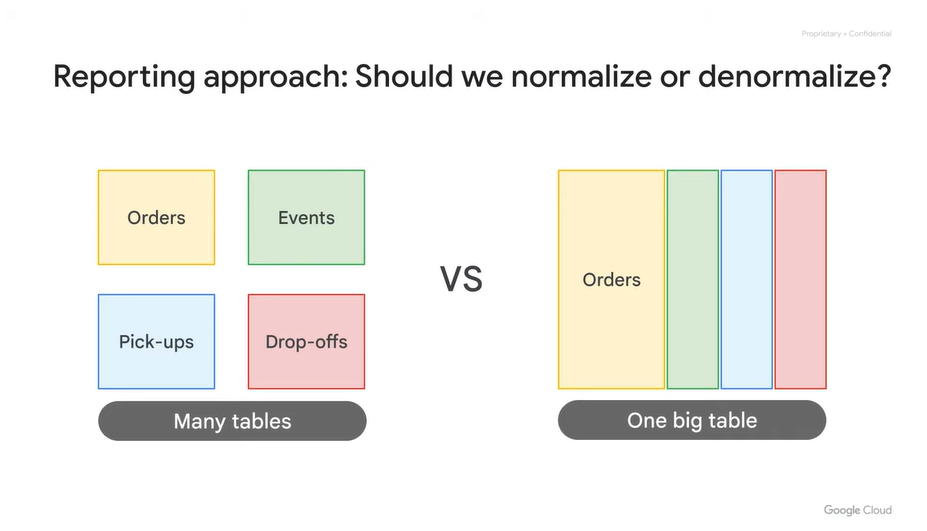 Proprietary + Confidential
Reporting approach: Should we normalize or denormalize?
Orders
Events
Pick-ups
Drop-offs
Many tables
VS
Orders
One big table
Google Cloud